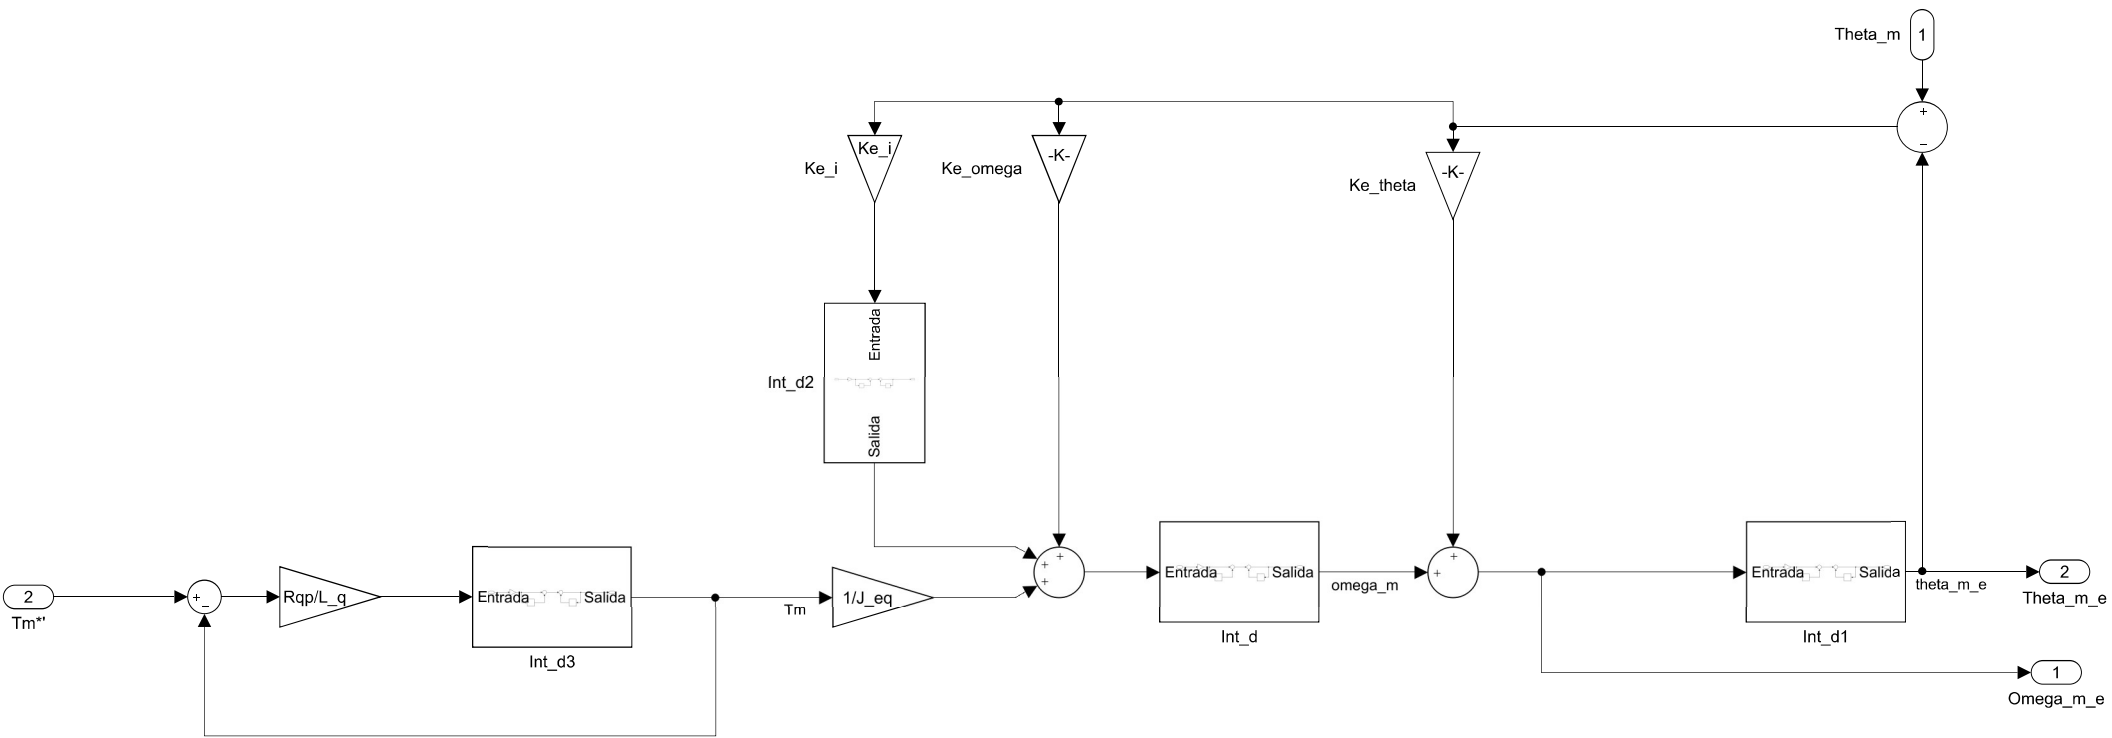 Theta_m
1
+
−
Ke_i
Ke_i
Ke_omega
-K-
Ke_theta
-K-
Entrada
Salida
Int_d2
2
Tm*'
+
−
Rqp/L_q
Entrada
Salida
Int_d3
Tm
1/J_eq
+
+
+
Entrada
Salida
Int_d
omega_m
+
+
Entrada
Salida
Int_d1
theta_m_e
2
Theta_m_e
1
Omega_m_e